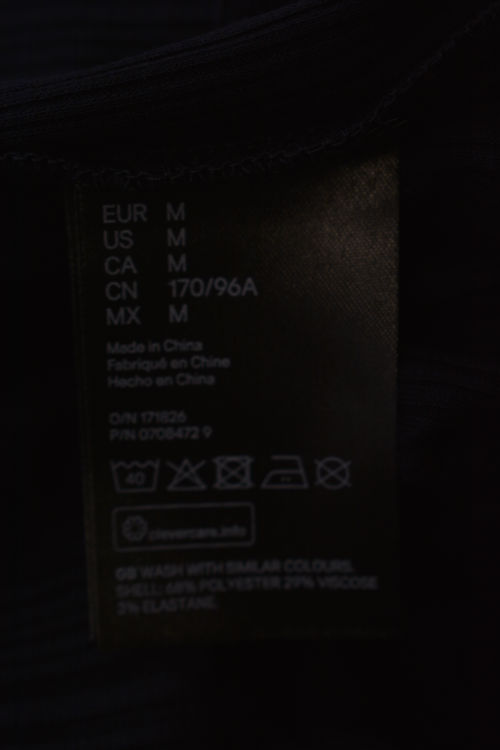 EUR M
US M
CA M
CN 170/96A
MX M
Made in China
Fabriqué en Chine
Hecho en China
O/N 171826
P/N 0708472 9
40
clevercare.info
GB WASH WITH SIMILAR COLOURS.
SHELL: 68% POLYESTER 29% VISCOSE
3% ELASTANE.